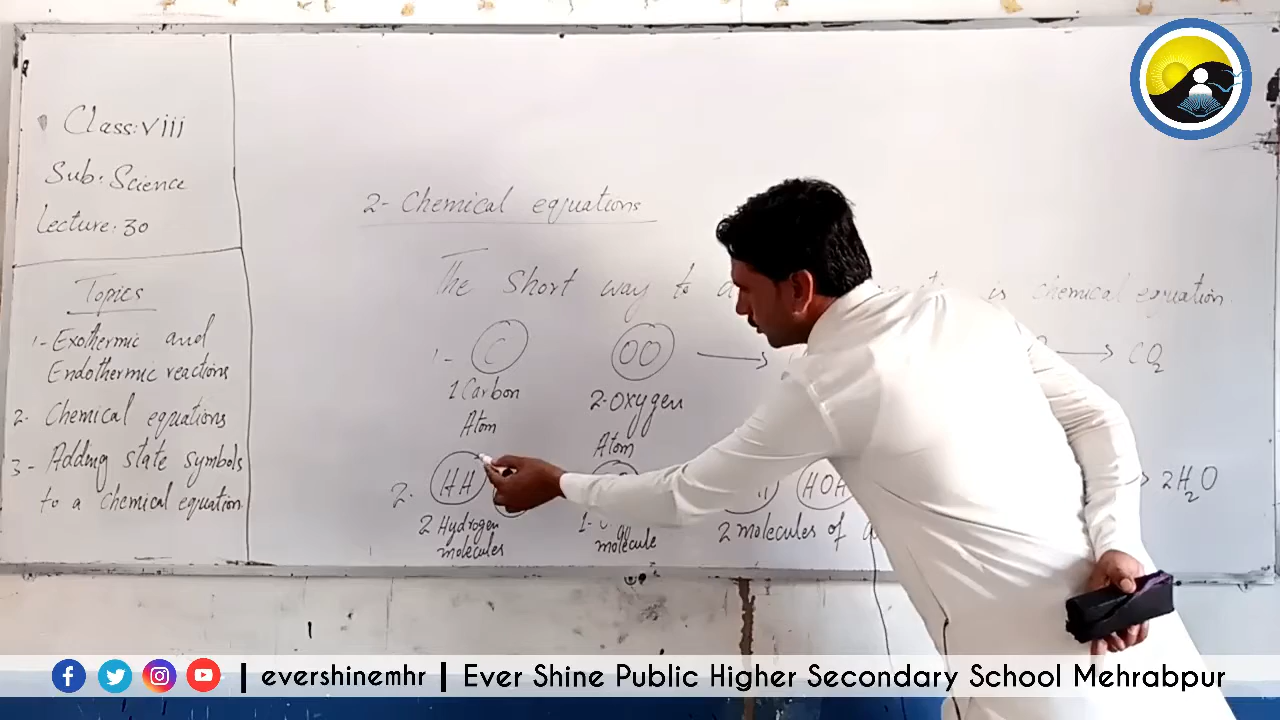 Class: viii
Sub: Science
Lecture: 30
Topics
1- Exothermic and
Endothermic reactions
2- Chemical equations
3- Adding state symbols
to a chemical equation
2- Chemical equations
The short way to is chemical equation.
1- C OO → → CO2
1 Carbon
Atom
2-Oxygen
Atom
2. HH HOH 2H2O
2 Hydrogen
molecules
1-
molecule
2 molecules of
| evershinemhr | Ever Shine Public Higher Secondary School Mehrabpur